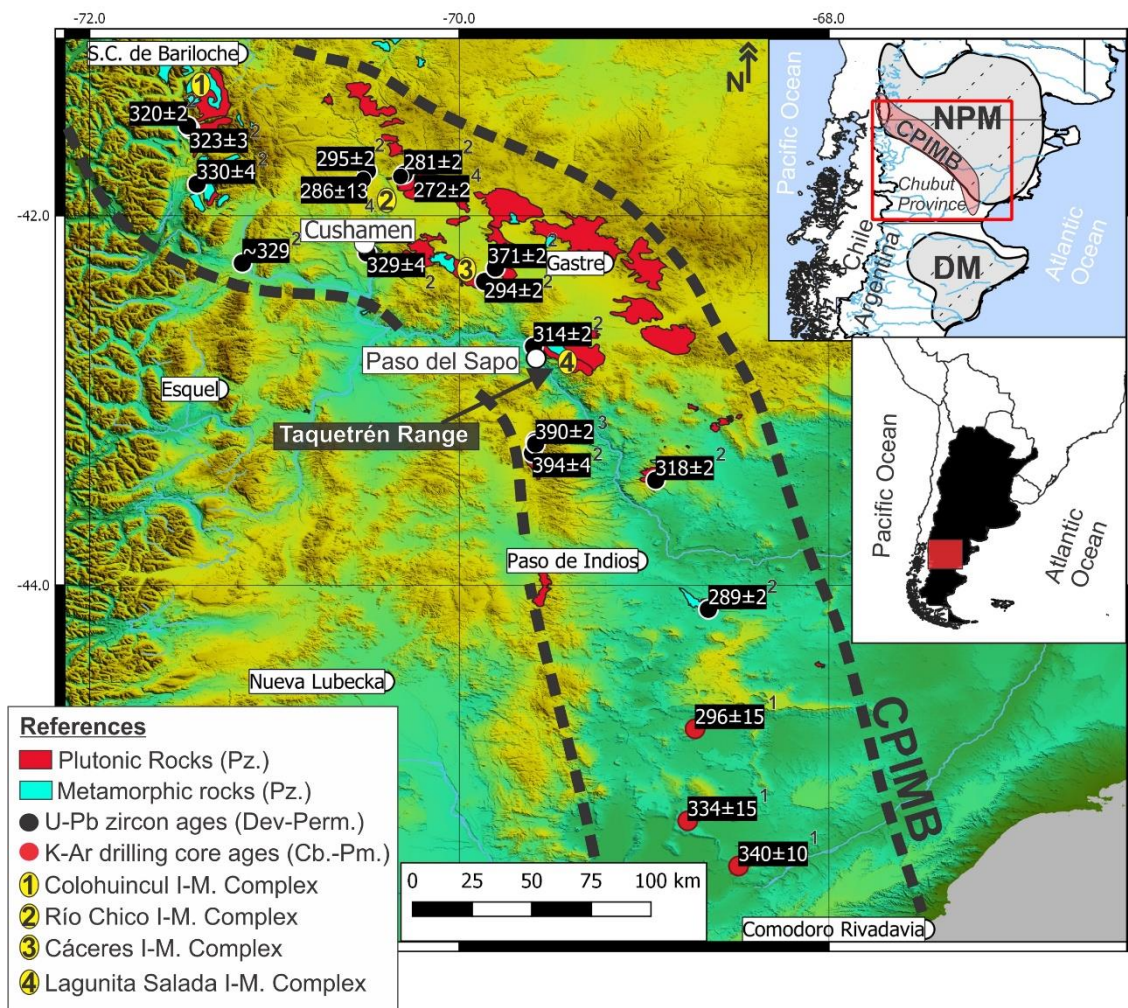 -72.0
-70.0
-68.0
S.C. de Bariloche
1
320±2 2
323±3 2
330±4 2
295±2 2
286±13 4
281±2 2
272±2 4
2
-42.0
Cushamen
~329 2
329±4 2
3
371±2 2
294±2 2
Gastre
314±2 2
Paso del Sapo
4
Esquel
Taquetrén Range
390±2 3
394±4 2
318±2 2
Paso de Indios
-44.0
289±2 2
Nueva Lubecka
296±15 1
334±15 1
340±10 1
CPIMB
Comodoro Rivadavia
0 25 50 75 100 km
N
Pacific Ocean
NPM
CPIMB
Chubut
Province
Chile
Argentina
DM
Atlantic
Ocean
Pacific Ocean
Atlantic
Ocean
References
Plutonic Rocks (Pz.)
Metamorphic rocks (Pz.)
U-Pb zircon ages (Dev-Perm.)
K-Ar drilling core ages (Cb.-Pm.)
1 Colohuincul I-M. Complex
2 Río Chico I-M. Complex
3 Cáceres I-M. Complex
4 Lagunita Salada I-M. Complex